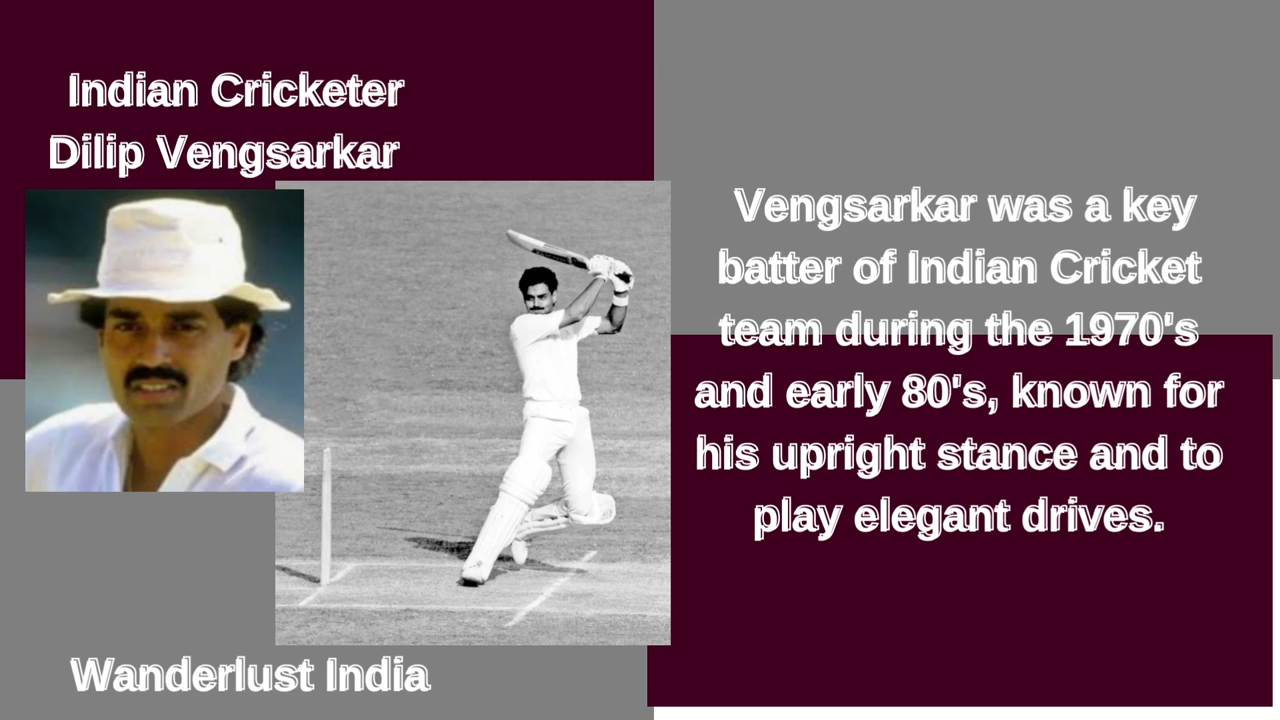 Indian Cricketer
Dilip Vengsarkar
Vengsarkar was a key
batter of Indian Cricket
team during the 1970's
and early 80's, known for
his upright stance and to
play elegant drives.
Wanderlust India